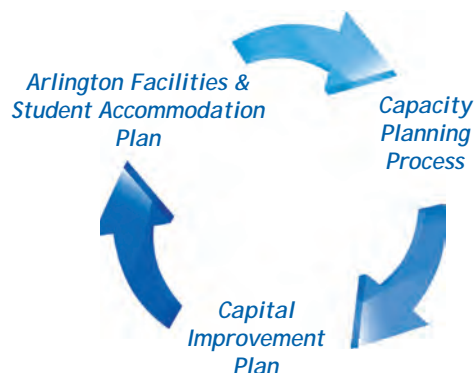 Arlington Facilities &
Student Accommodation
Plan
Capacity
Planning
Process
Capital
Improvement
Plan